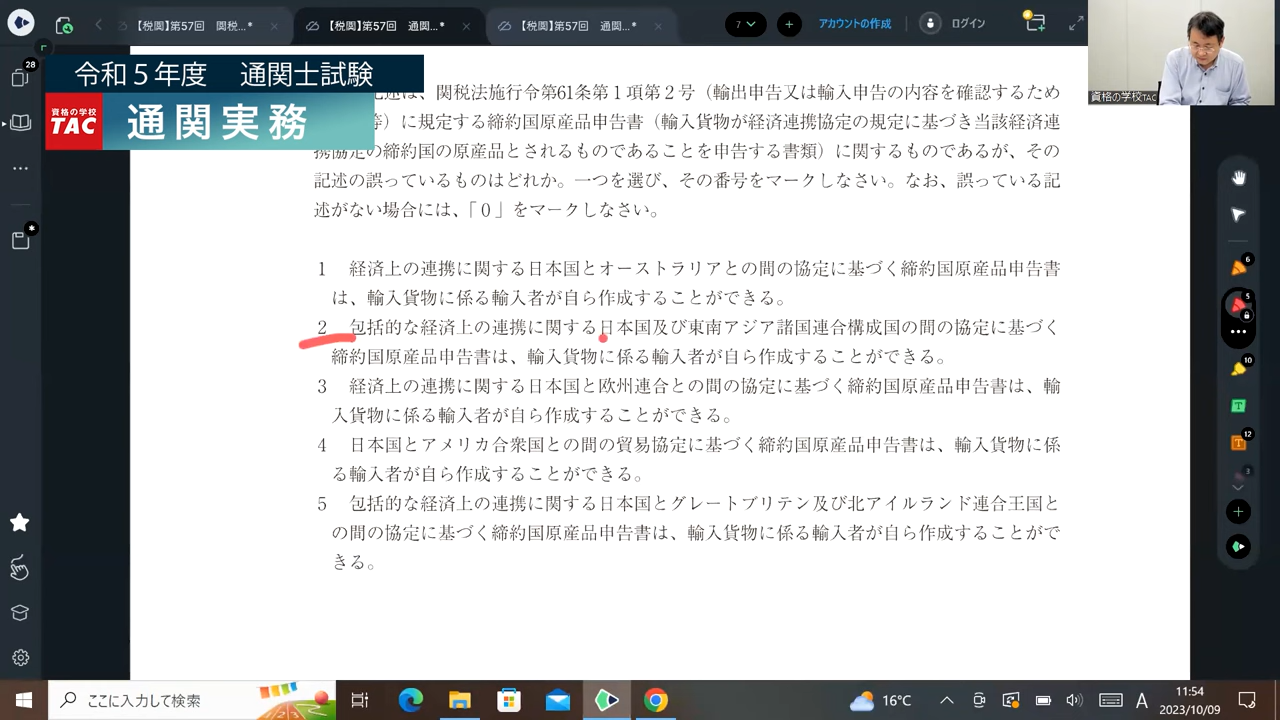 【税関】第57回 関税...*
【税関】第57回 通関...*
【税関】第57回 通関...*
7
アカウントの作成
ログイン
28
令和５年度 通関士試験
資格の学校
TAC
通関実務
資格の学校TAC
記述は、関税法施行令第61条第１項第２号（輸出申告又は輸入申告の内容を確認するため
等）に規定する締約国原産品申告書（輸入貨物が経済連携協定の規定に基づき当該経済連
携協定の締約国の原産品とされるものであることを申告する書類）に関するものであるが、その
記述の誤っているものはどれか。一つを選び、その番号をマークしなさい。なお、誤っている記
述がない場合には、「０」をマークしなさい。
１ 経済上の連携に関する日本国とオーストラリアとの間の協定に基づく締約国原産品申告書
は、輸入貨物に係る輸入者が自ら作成することができる。
２ 包括的な経済上の連携に関する日本国及び東南アジア諸国連合構成国の間の協定に基づく
締約国原産品申告書は、輸入貨物に係る輸入者が自ら作成することができる。
３ 経済上の連携に関する日本国と欧州連合との間の協定に基づく締約国原産品申告書は、輸
入貨物に係る輸入者が自ら作成することができる。
４ 日本国とアメリカ合衆国との間の貿易協定に基づく締約国原産品申告書は、輸入貨物に係
る輸入者が自ら作成することができる。
５ 包括的な経済上の連携に関する日本国とグレートブリテン及び北アイルランド連合王国と
の間の協定に基づく締約国原産品申告書は、輸入貨物に係る輸入者が自ら作成することがで
きる。
6
5
10
12
3
ここに入力して検索
16℃
A
11:54
2023/10/09